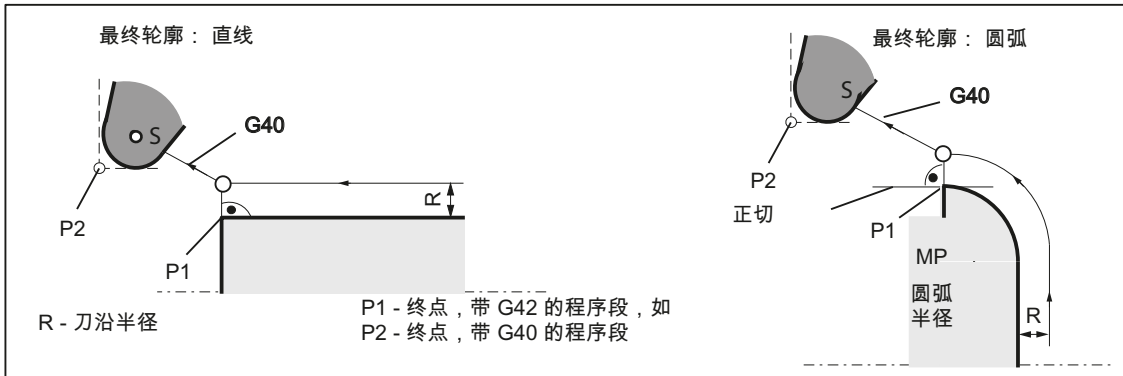 最终轮廓： 直线
S
G40
P2
R
P1
R - 刀沿半径
P1 - 终点，带 G42 的程序段，如
P2 - 终点，带 G40 的程序段
最终轮廓： 圆弧
S
G40
P2
正切
P1
MP
圆弧
半径
R